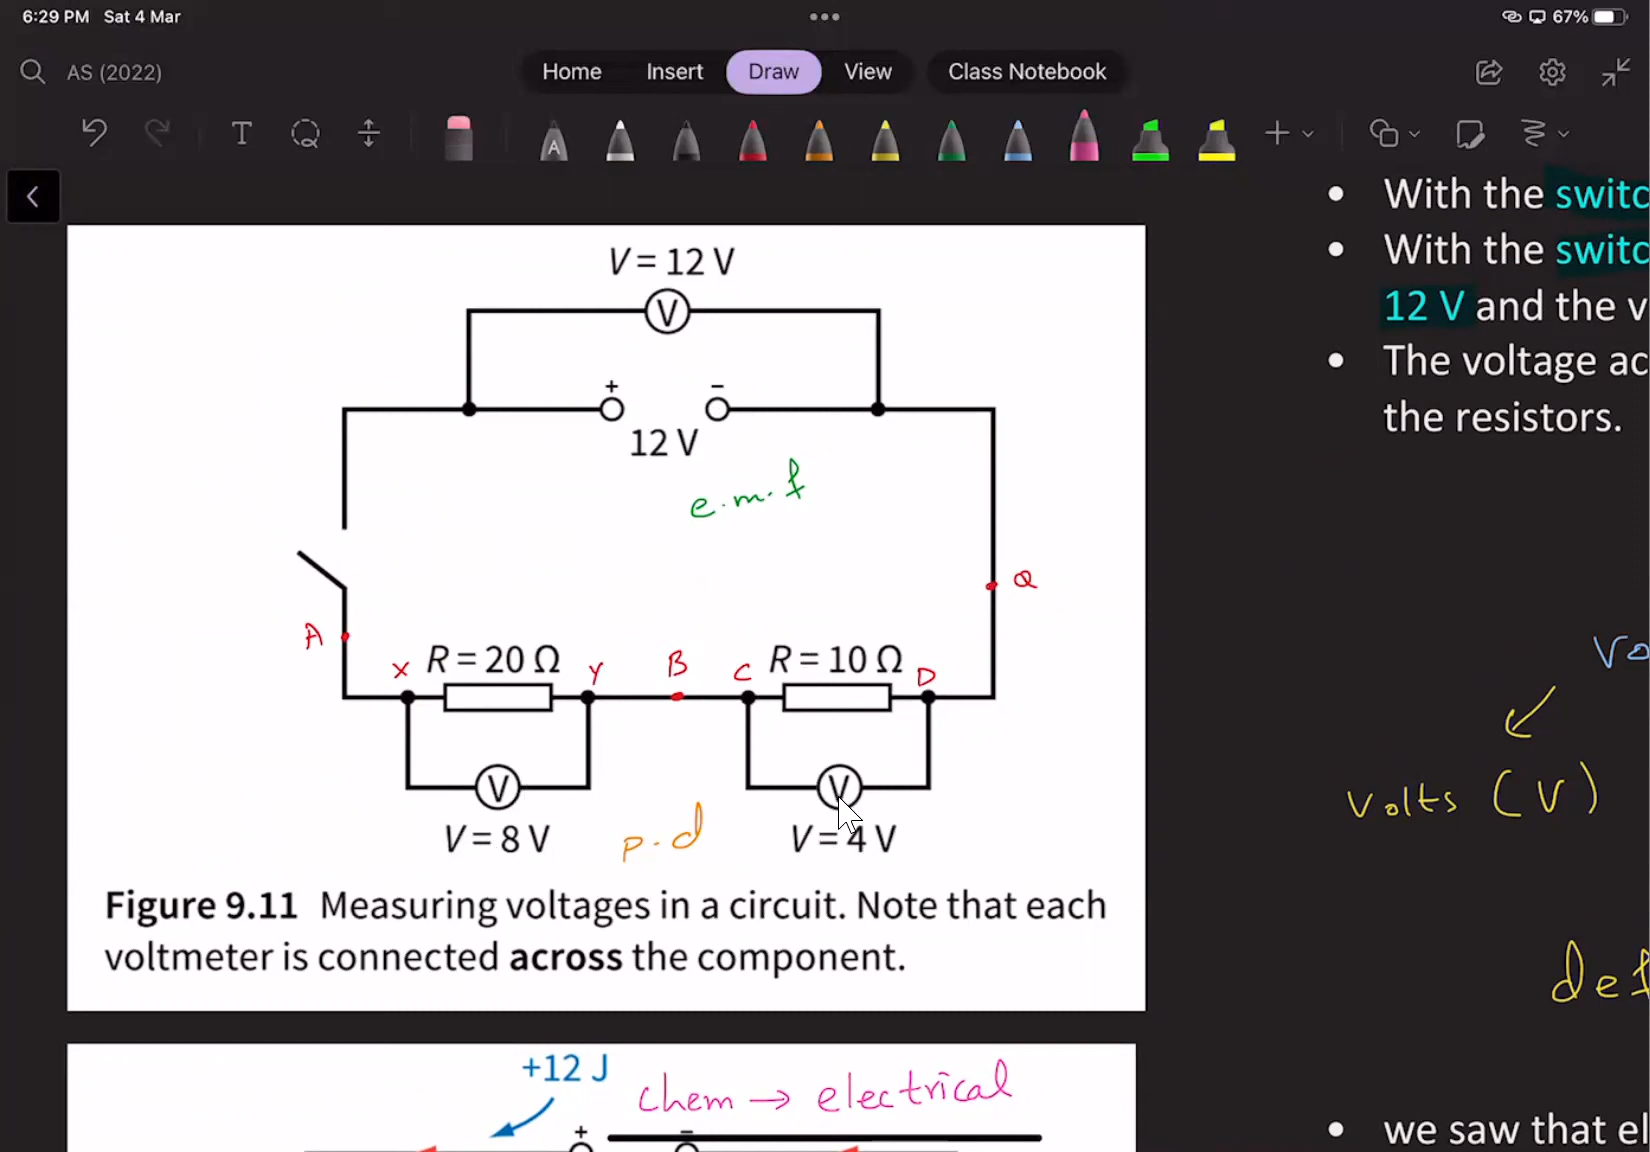 6:29 PM Sat 4 Mar
67%
AS (2022)
Home Insert Draw View Class Notebook
T
A
V = 12 V
V
+ −
12 V
e.m.f
Q
A
X R = 20 Ω Y B C R = 10 Ω D
V V
V = 8 V p.d V = 4 V
Figure 9.11 Measuring voltages in a circuit. Note that each
voltmeter is connected across the component.
+12 J chem → electrical
+ −
• With the switc
• With the switc
12 V and the v
• The voltage ac
the resistors.
vo
volts (V)
def
• we saw that el